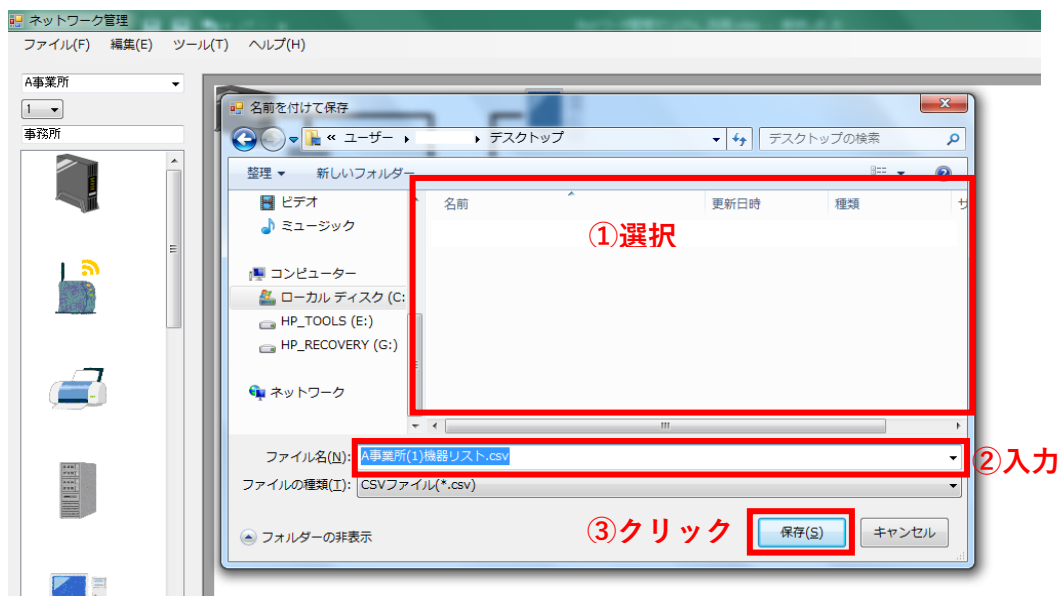 ネットワーク管理
ファイル(F) 編集(E) ツール(T) ヘルプ(H)
A事業所
1
事務所
名前を付けて保存
« ユーザー デスクトップ
デスクトップの検索
整理 新しいフォルダー
ビデオ
ミュージック
コンピューター
ローカル ディスク (C:
HP_TOOLS (E:)
HP_RECOVERY (G:)
ネットワーク
名前 更新日時 種類 サ
①選択
ファイル名(N): A事業所(1)機器リスト.csv
②入力
ファイルの種類(T): CSVファイル(*.csv)
フォルダーの非表示
③クリック
保存(S) キャンセル